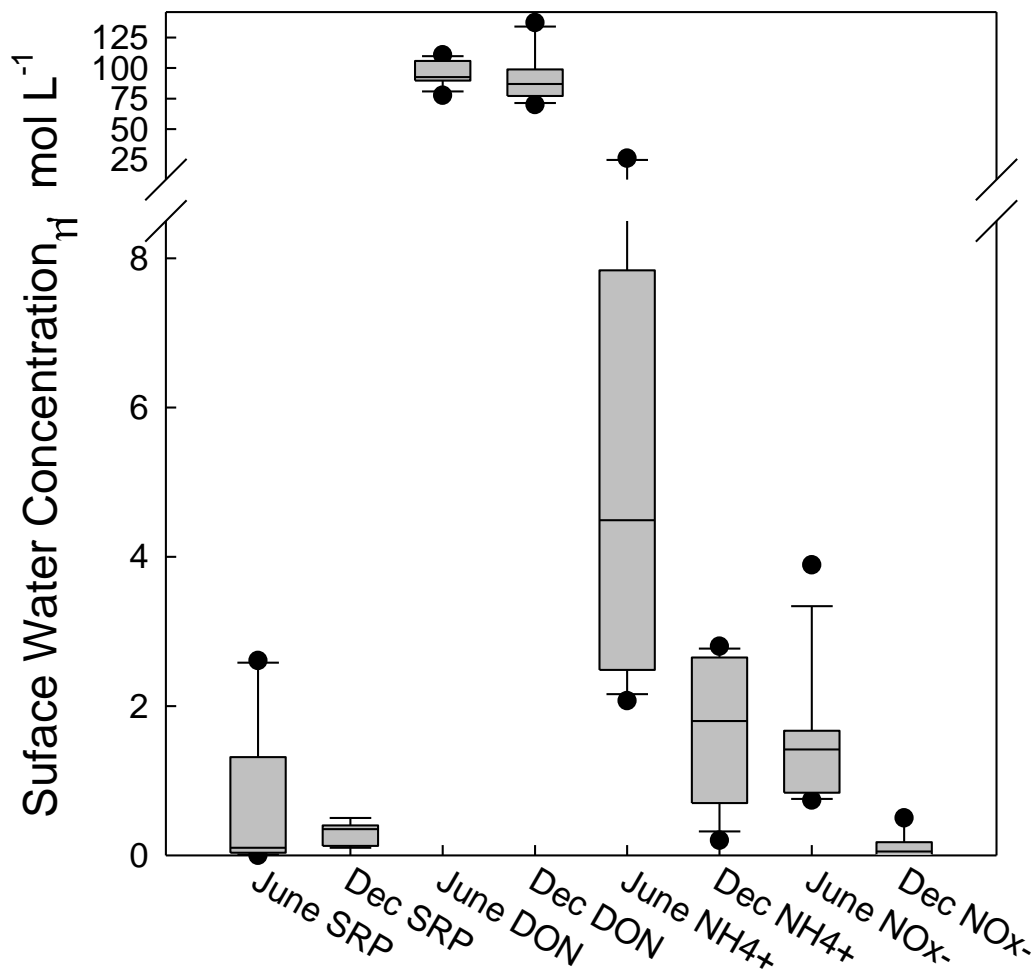 Suface Water Concentration, mol L-1
125
100
75
50
25
8
6
4
2
0
June SRP
Dec SRP
June DON
Dec DON
June NH4+
Dec NH4+
June NOx-
Dec NOx-